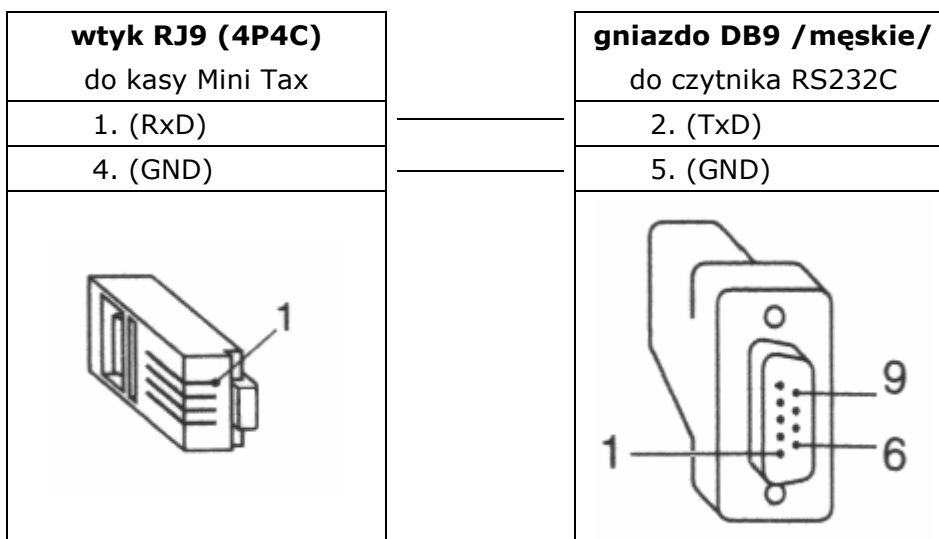 wtyk RJ9 (4P4C)
do kasy Mini Tax
1. (RxD)
4. (GND)
1
gniazdo DB9 /męskie/
do czytnika RS232C
2. (TxD)
5. (GND)
9
1
6